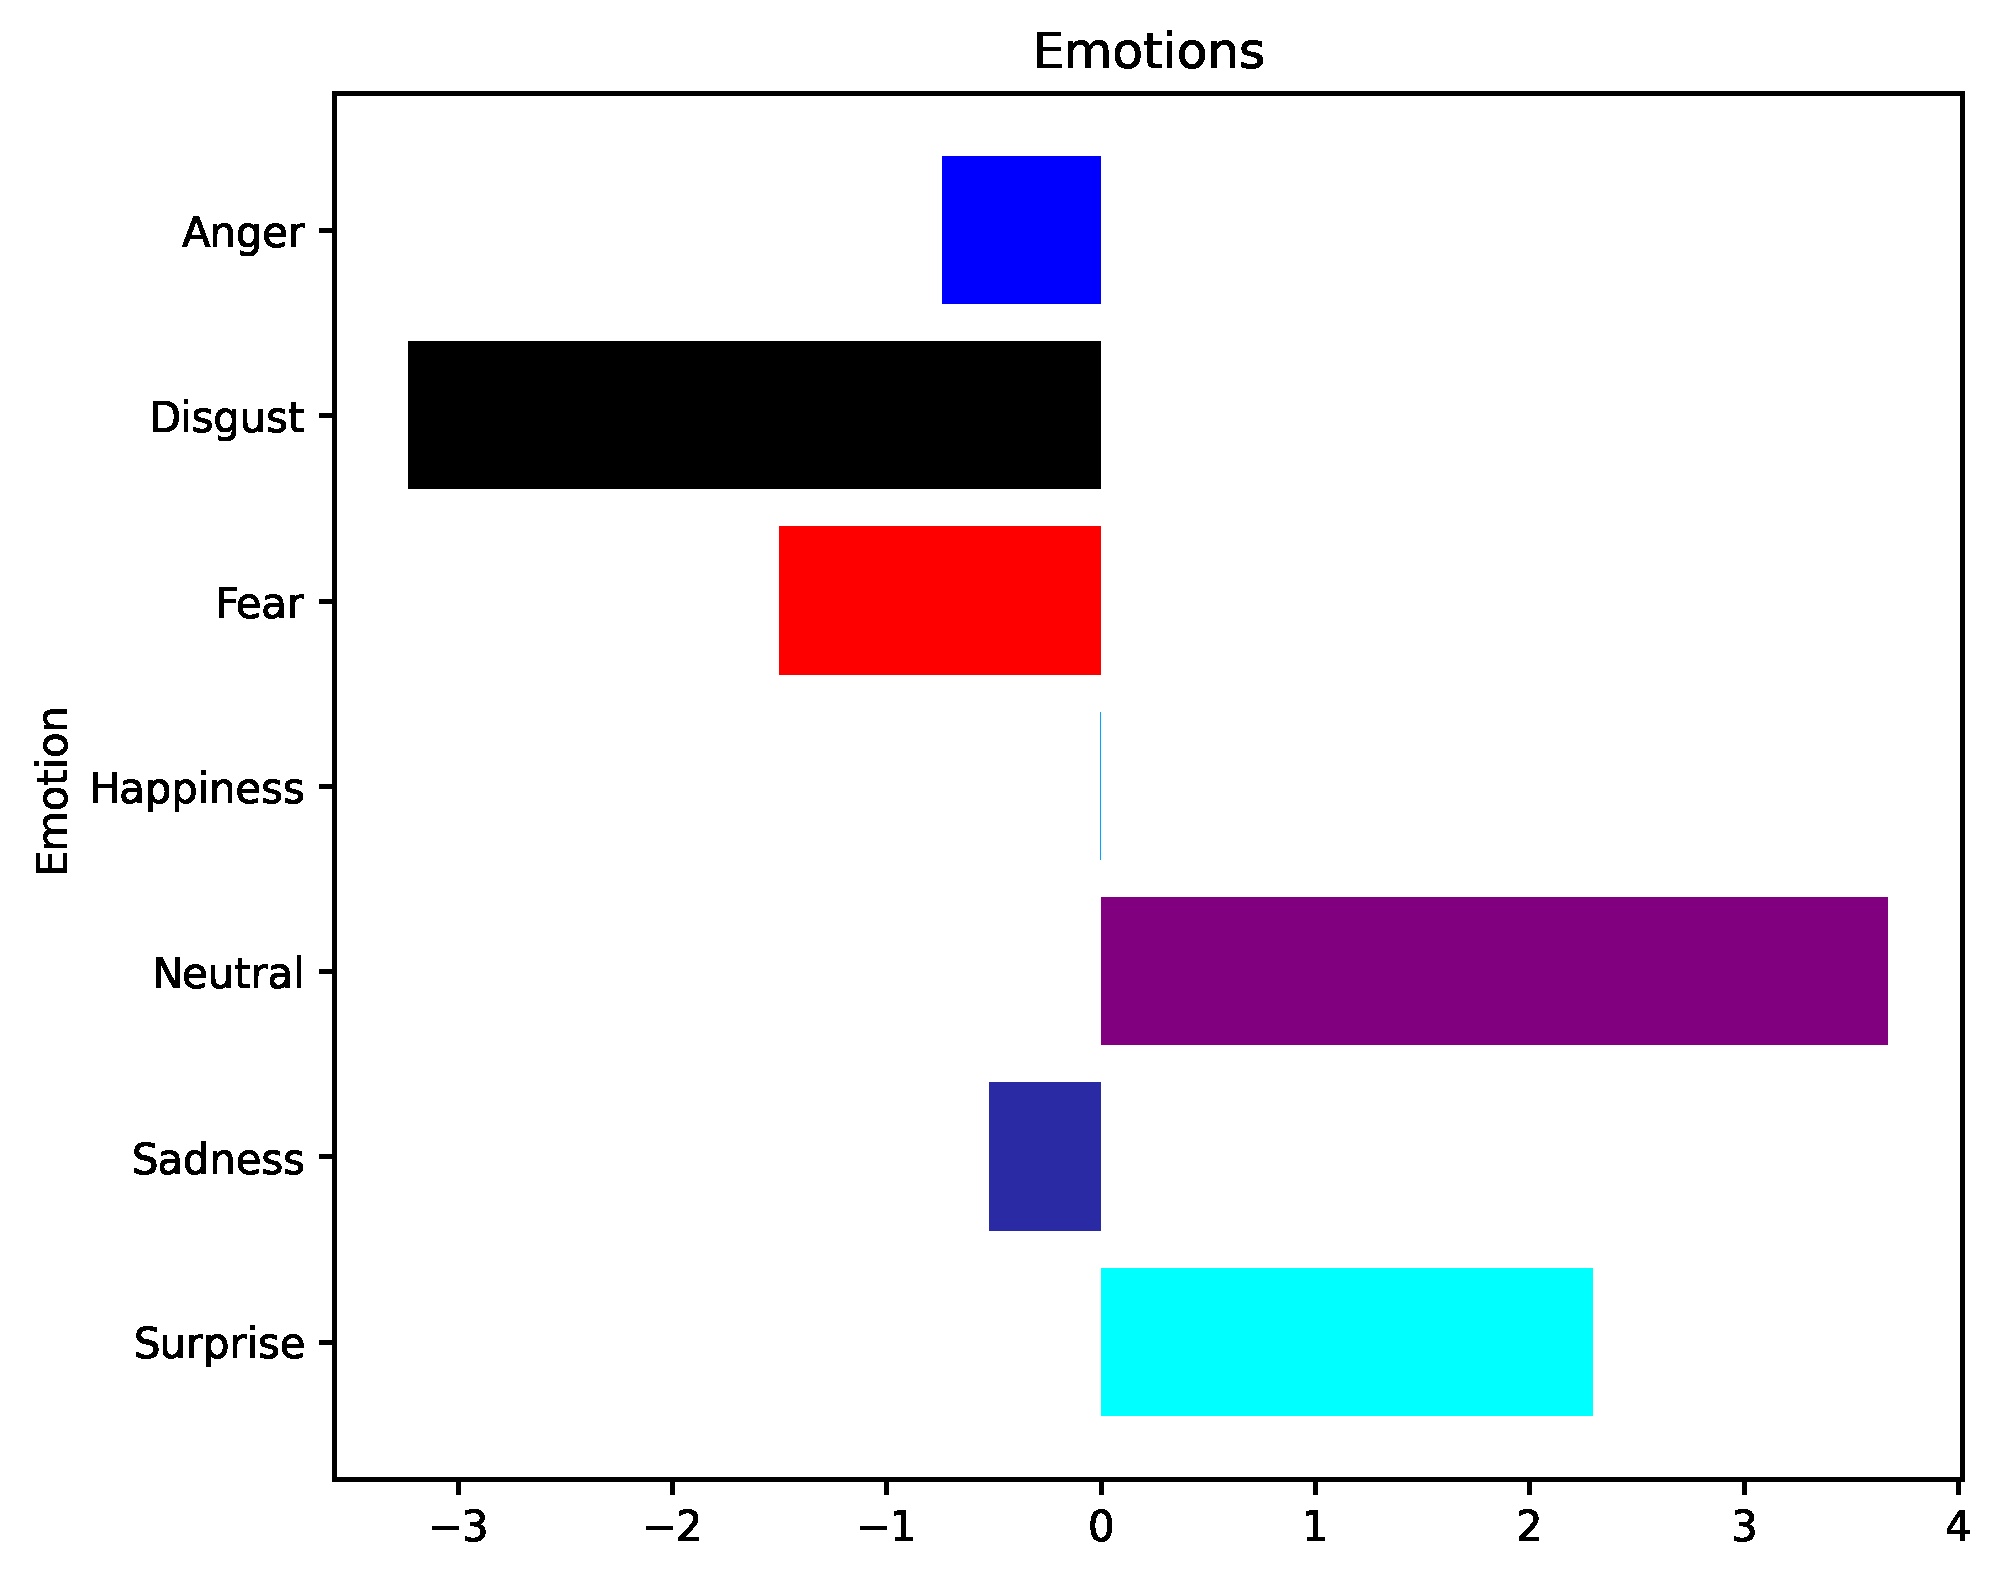 Emotions
Anger
Disgust
Fear
Happiness
Neutral
Sadness
Surprise
Emotion
−3 −2 −1 0 1 2 3 4